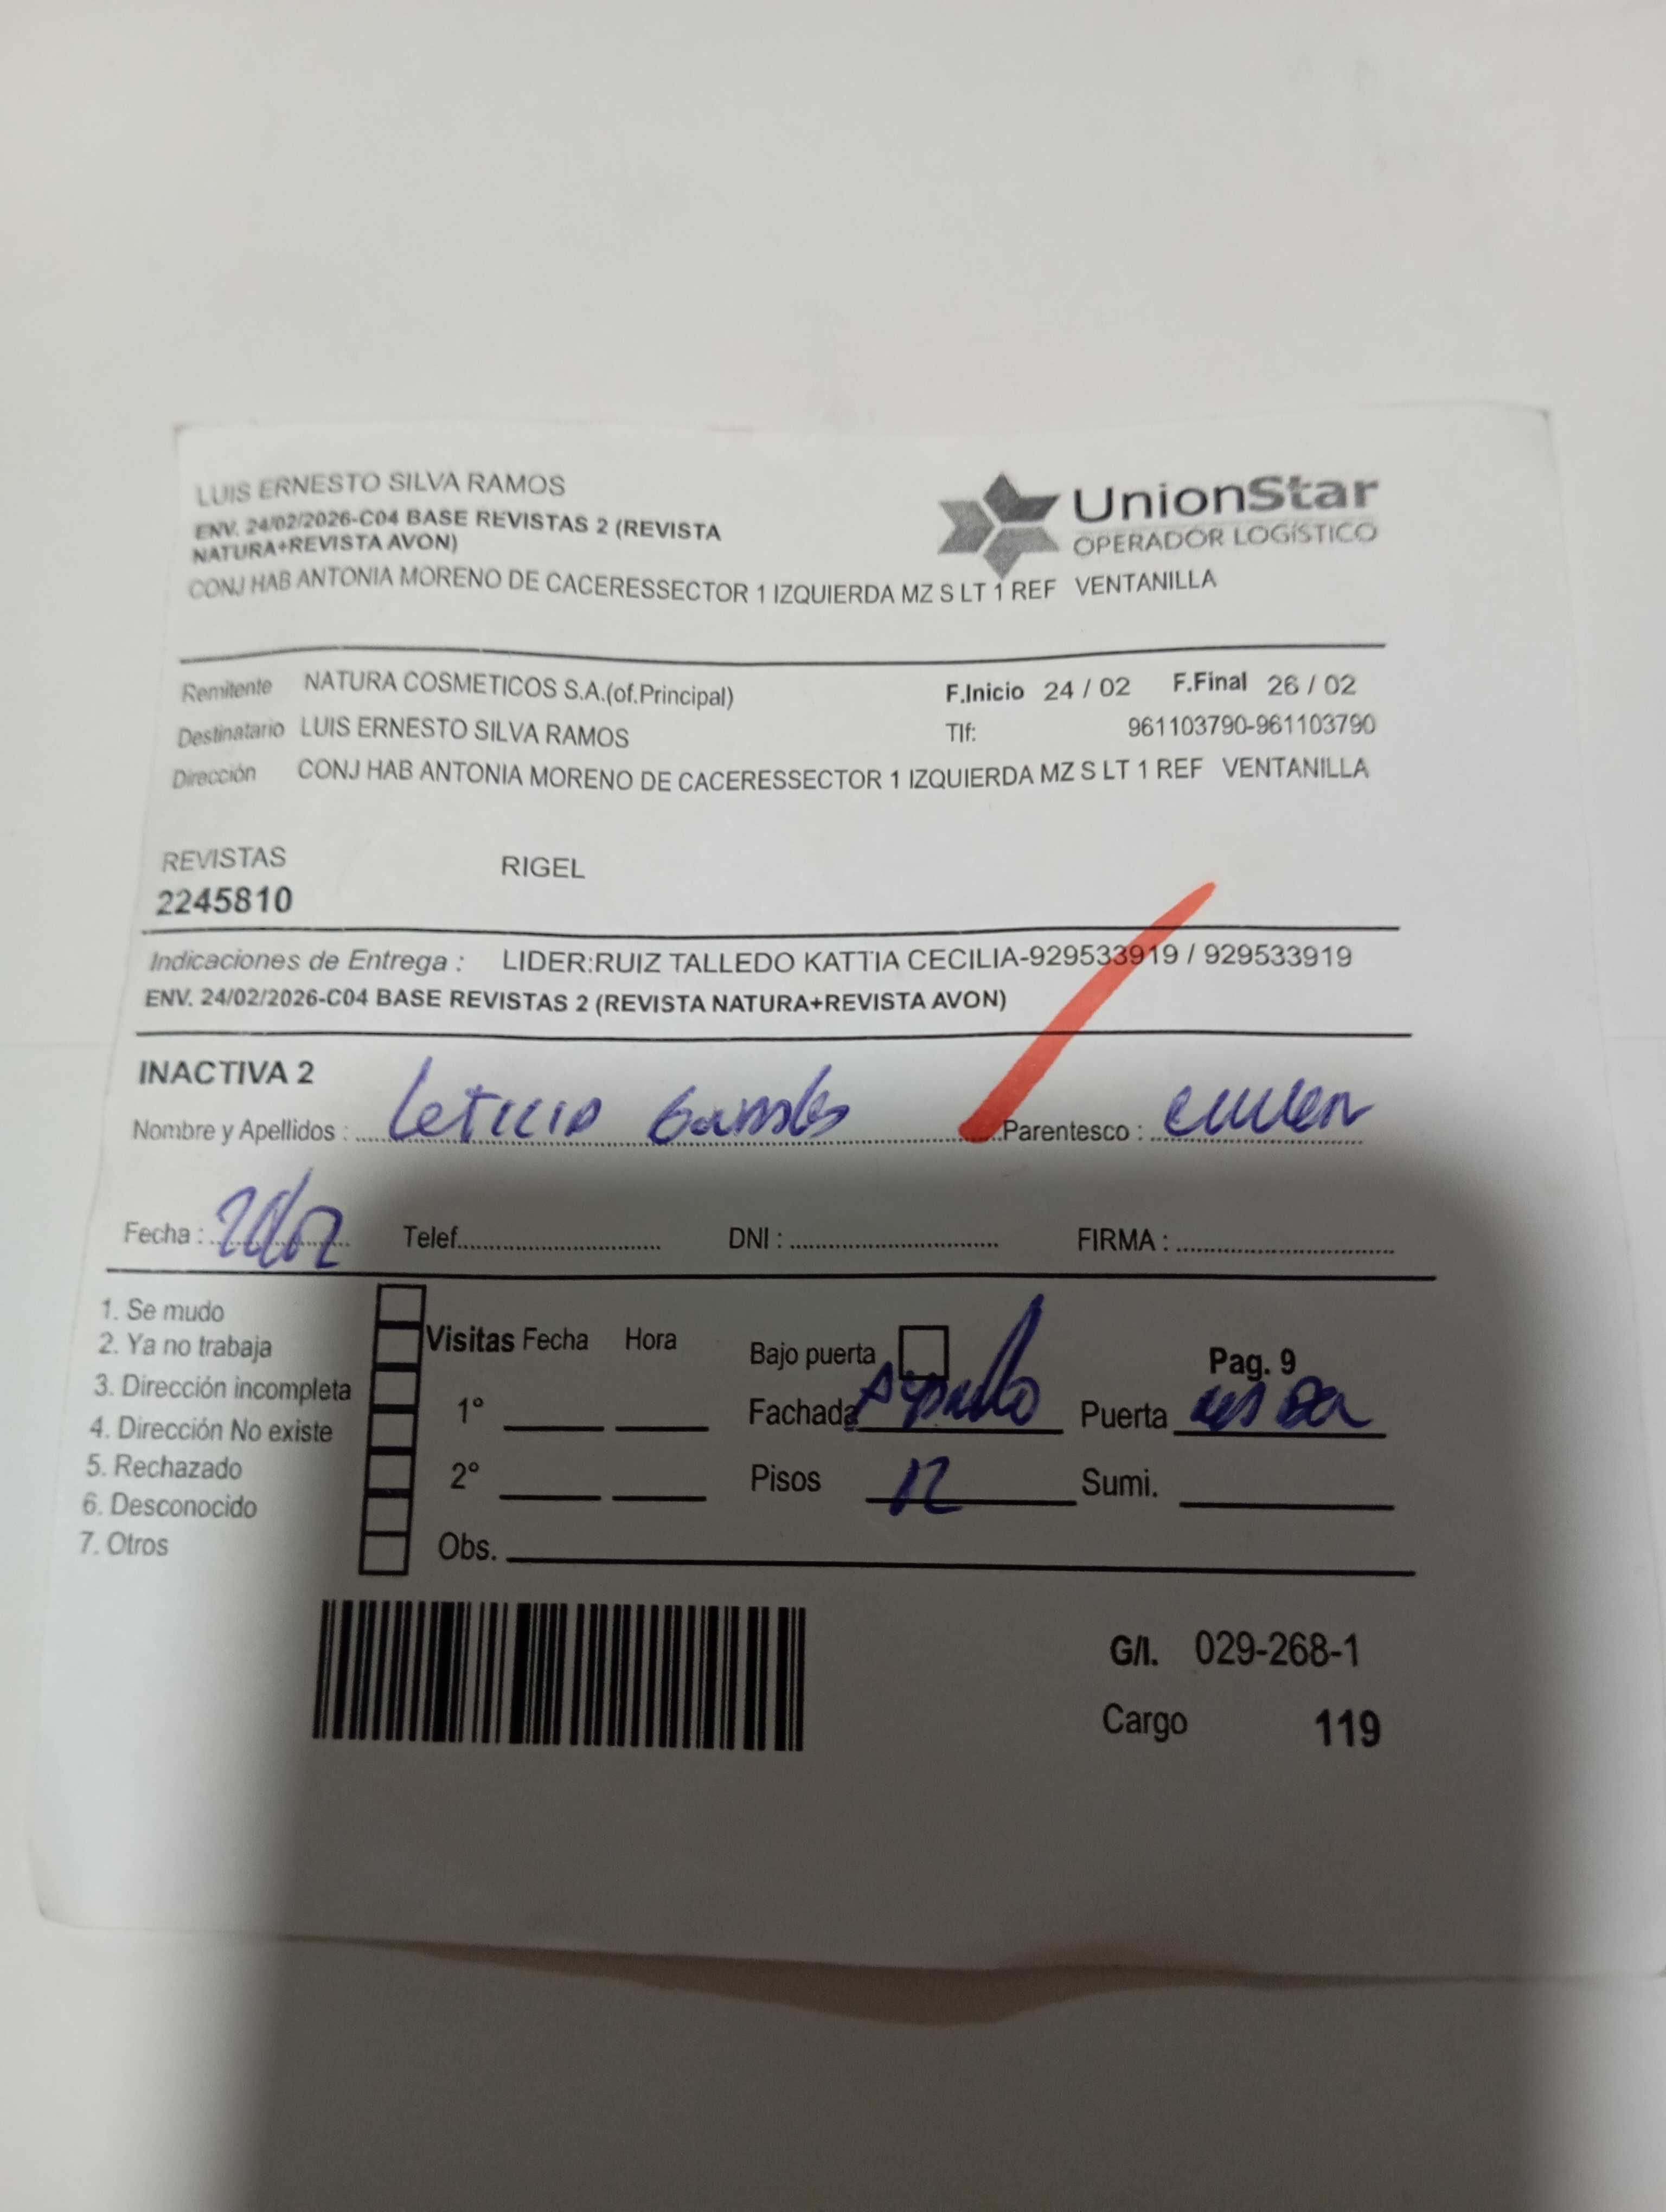 LUIS ERNESTO SILVA RAMOS
ENV. 24/02/2026-C04 BASE REVISTAS 2 (REVISTA
NATURA+REVISTA AVON)
CONJ HAB ANTONIA MORENO DE CACERESSECTOR 1 IZQUIERDA MZ S LT 1 REF VENTANILLA
UnionStar
OPERADOR LOGÍSTICO
Remitente NATURA COSMETICOS S.A.(of.Principal) F.Inicio 24 / 02 F.Final 26 / 02
Destinatario LUIS ERNESTO SILVA RAMOS Tlf: 961103790-961103790
Dirección CONJ HAB ANTONIA MORENO DE CACERESSECTOR 1 IZQUIERDA MZ S LT 1 REF VENTANILLA
REVISTAS RIGEL
2245810
Indicaciones de Entrega : LIDER:RUIZ TALLEDO KATTIA CECILIA-929533919 / 929533919
ENV. 24/02/2026-C04 BASE REVISTAS 2 (REVISTA NATURA+REVISTA AVON)
INACTIVA 2
Nombre y Apellidos : Leticia Parentesco :
Fecha : Telef. DNI : FIRMA :
1. Se mudo
2. Ya no trabaja
3. Dirección incompleta
4. Dirección No existe
5. Rechazado
6. Desconocido
7. Otros
Visitas Fecha Hora
1°
2°
Obs.
Bajo puerta
Fachada
Pisos 12
Pag. 9
Puerta
Sumi.
G/I. 029-268-1
Cargo 119